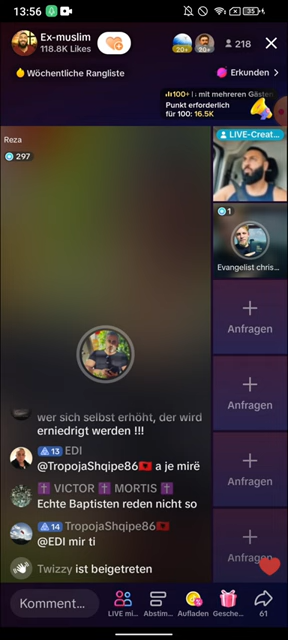 13:56
35
Ex-muslim
118.8K Likes
20+
20+
218
Wöchentliche Rangliste
Erkunden >
100+ | mit mehreren Gästen
Punkt erforderlich
für 100: 16.5K
Reza
297
LIVE-Creat...
1
Evangelist chris...
Anfragen
Anfragen
Anfragen
Anfragen
wer sich selbst erhöht, der wird
erniedrigt werden !!!
13 EDI
@TropojaShqipe86🇦🇱 a je mirë
✝️ VICTOR ✝️ MORTIS ✝️
Echte Baptisten reden nicht so
14 TropojaShqipe86🇦🇱
@EDI mir ti
Twizzy ist beigetreten
Komment...
LIVE mi...
Abstim...
Aufladen
Gesche...
61